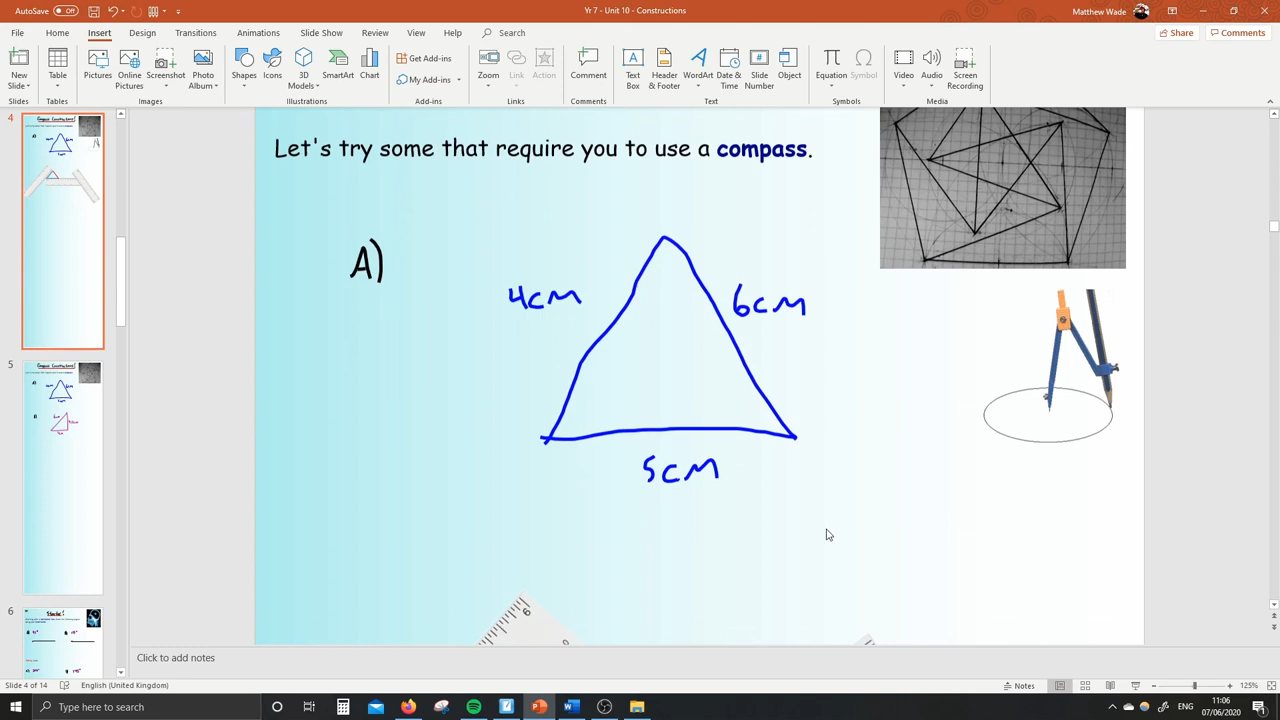 AutoSave Off
Yr 7 - Unit 10 - Constructions
Matthew Wade
File Home Insert Design Transitions Animations Slide Show Review View Help Search Share Comments
New Slide Table Pictures Online Pictures Screenshot Photo Album Shapes Icons 3D Models SmartArt Chart Get Add-ins My Add-ins Zoom Link Action Comment Text Box Header & Footer WordArt Date & Time Slide Number Object Equation Symbol Video Audio Screen Recording
Slides Tables Images Illustrations Add-ins Links Comments Text Symbols Media
4
5
6
Let's try some that require you to use a compass.
A)
4cm
6cm
5cm
6
Click to add notes
Slide 4 of 14 English (United Kingdom) Notes 125%
Type here to search
ENG
11:06
07/06/2020